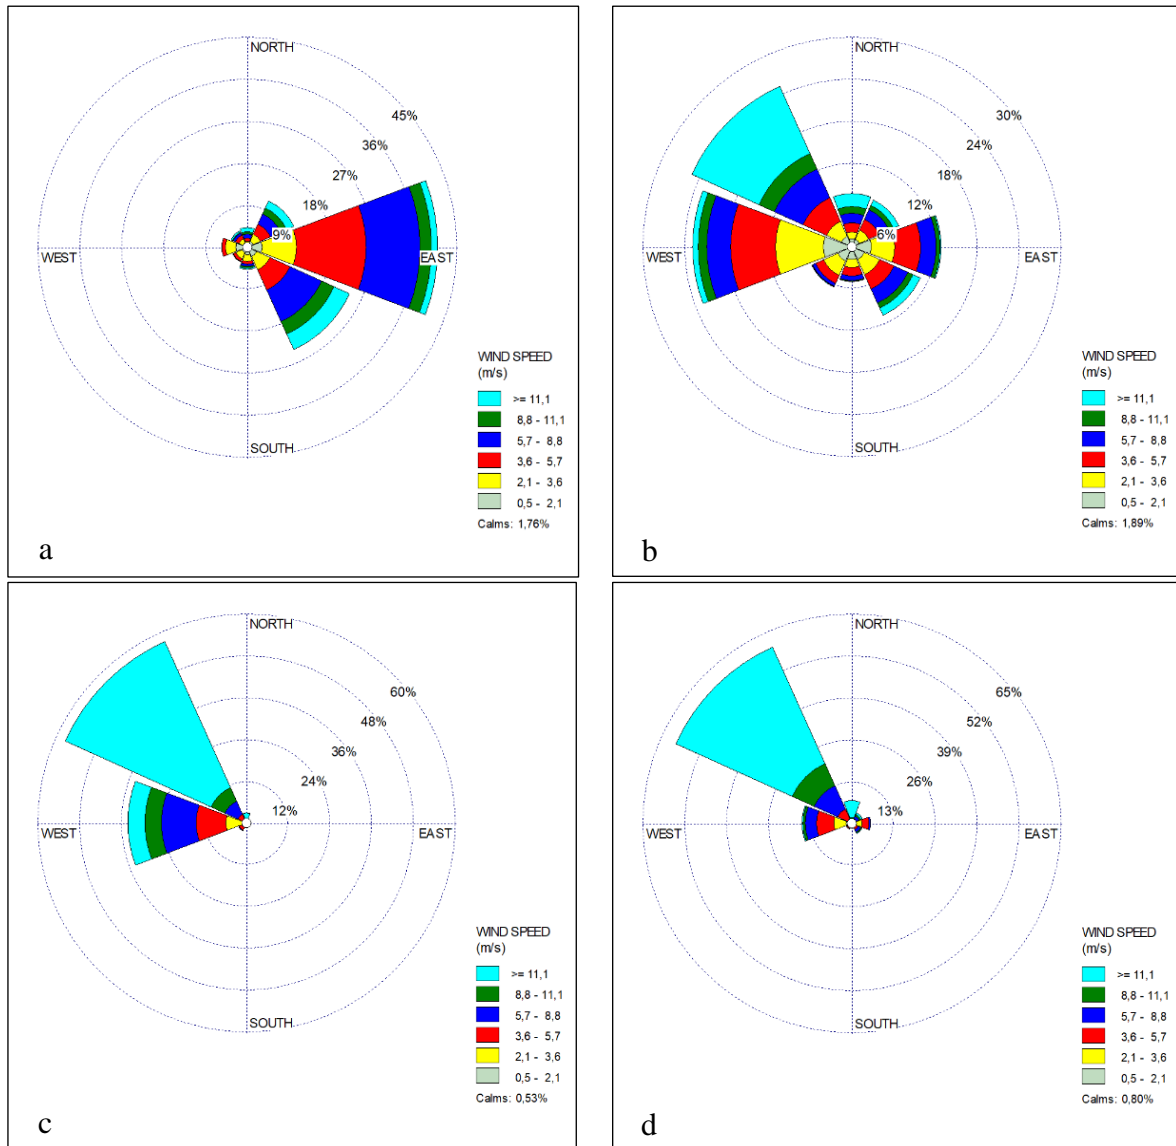 NORTH
45%
36%
27%
18%
9%
WEST
EAST
SOUTH
WIND SPEED
(m/s)
>= 11,1
8,8 - 11,1
5,7 - 8,8
3,6 - 5,7
2,1 - 3,6
0,5 - 2,1
Calms: 1,76%
a
NORTH
30%
24%
18%
12%
6%
WEST
EAST
SOUTH
WIND SPEED
(m/s)
>= 11,1
8,8 - 11,1
5,7 - 8,8
3,6 - 5,7
2,1 - 3,6
0,5 - 2,1
Calms: 1,89%
b
NORTH
60%
48%
36%
24%
12%
WEST
EAST
SOUTH
WIND SPEED
(m/s)
>= 11,1
8,8 - 11,1
5,7 - 8,8
3,6 - 5,7
2,1 - 3,6
0,5 - 2,1
Calms: 0,53%
c
NORTH
65%
52%
39%
26%
13%
WEST
EAST
SOUTH
WIND SPEED
(m/s)
>= 11,1
8,8 - 11,1
5,7 - 8,8
3,6 - 5,7
2,1 - 3,6
0,5 - 2,1
Calms: 0,80%
d